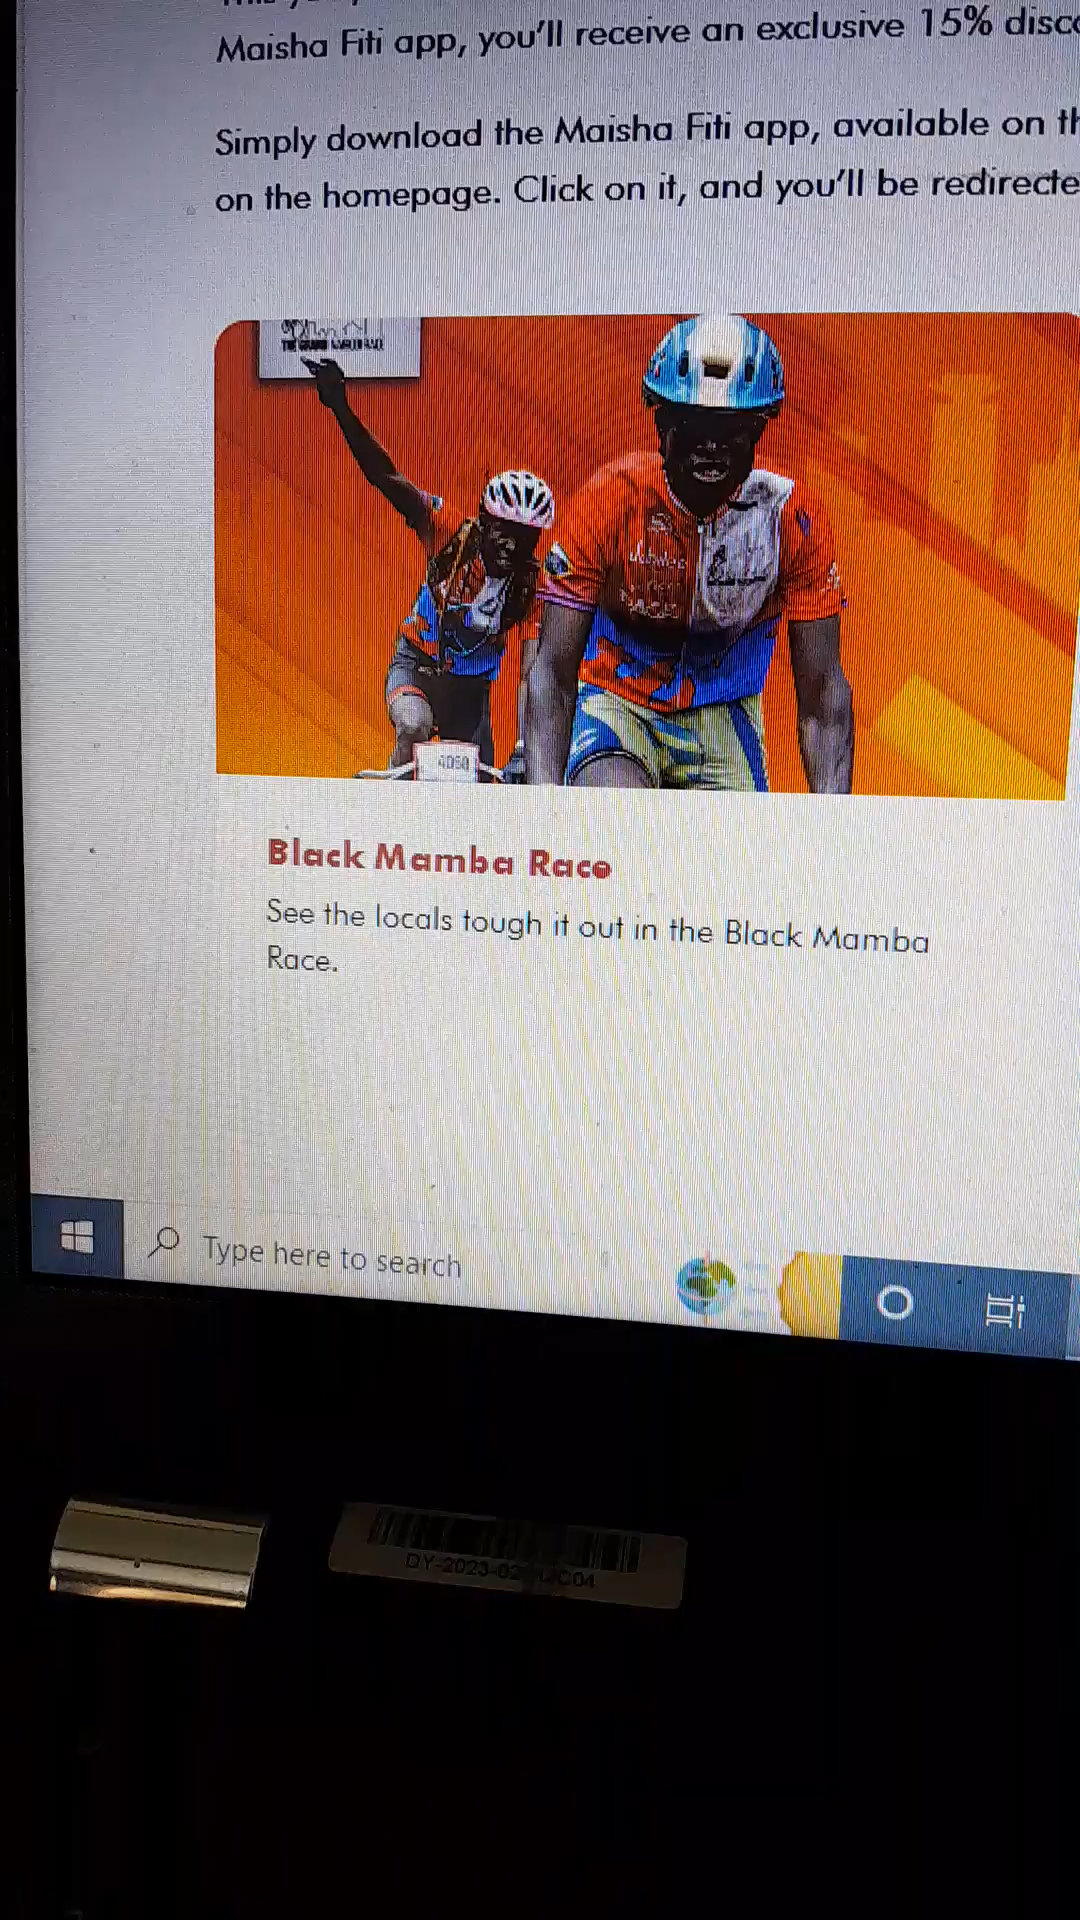 Maisha Fiti app, you'll receive an exclusive 15%
Simply download the Maisha Fiti app, available on
on the homepage. Click on it, and you'll be
4050
Black Mamba Race
See the locals tough it out in the Black Mamba
Race.
Type here to search